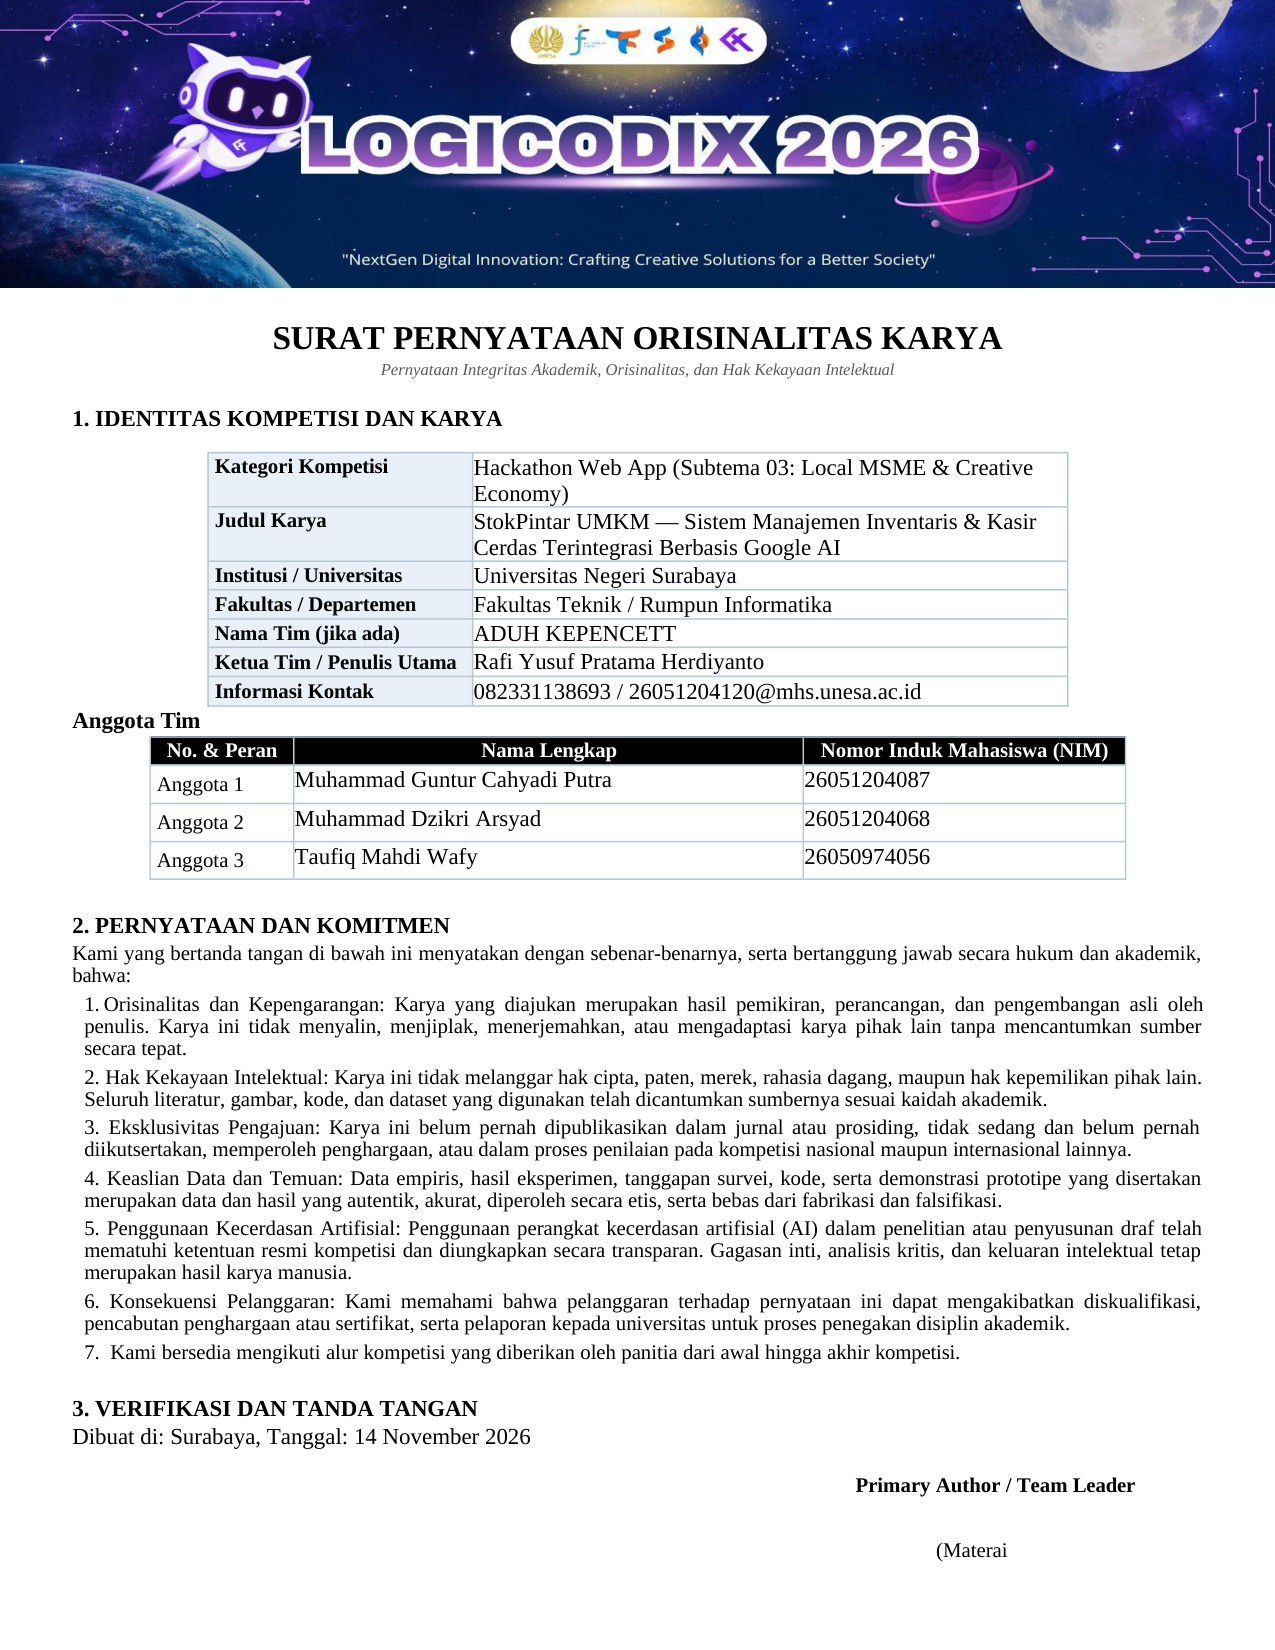 UNESA
LOGICODIX 2026
"NextGen Digital Innovation: Crafting Creative Solutions for a Better Society"
SURAT PERNYATAAN ORISINALITAS KARYA
Pernyataan Integritas Akademik, Orisinalitas, dan Hak Kekayaan Intelektual
1. IDENTITAS KOMPETISI DAN KARYA
Kategori Kompetisi Hackathon Web App (Subtema 03: Local MSME & Creative
Economy)
Judul Karya StokPintar UMKM — Sistem Manajemen Inventaris & Kasir
Cerdas Terintegrasi Berbasis Google AI
Institusi / Universitas Universitas Negeri Surabaya
Fakultas / Departemen Fakultas Teknik / Rumpun Informatika
Nama Tim (jika ada) ADUH KEPENCETT
Ketua Tim / Penulis Utama Rafi Yusuf Pratama Herdiyanto
Informasi Kontak 082331138693 / 26051204120@mhs.unesa.ac.id
Anggota Tim
No. & Peran Nama Lengkap Nomor Induk Mahasiswa (NIM)
Anggota 1 Muhammad Guntur Cahyadi Putra 26051204087
Anggota 2 Muhammad Dzikri Arsyad 26051204068
Anggota 3 Taufiq Mahdi Wafy 26050974056
2. PERNYATAAN DAN KOMITMEN
Kami yang bertanda tangan di bawah ini menyatakan dengan sebenar-benarnya, serta bertanggung jawab secara hukum dan akademik,
bahwa:
1. Orisinalitas dan Kepengarangan: Karya yang diajukan merupakan hasil pemikiran, perancangan, dan pengembangan asli oleh
penulis. Karya ini tidak menyalin, menjiplak, menerjemahkan, atau mengadaptasi karya pihak lain tanpa mencantumkan sumber
secara tepat.
2. Hak Kekayaan Intelektual: Karya ini tidak melanggar hak cipta, paten, merek, rahasia dagang, maupun hak kepemilikan pihak lain.
Seluruh literatur, gambar, kode, dan dataset yang digunakan telah dicantumkan sumbernya sesuai kaidah akademik.
3. Eksklusivitas Pengajuan: Karya ini belum pernah dipublikasikan dalam jurnal atau prosiding, tidak sedang dan belum pernah
diikutsertakan, memperoleh penghargaan, atau dalam proses penilaian pada kompetisi nasional maupun internasional lainnya.
4. Keaslian Data dan Temuan: Data empiris, hasil eksperimen, tanggapan survei, kode, serta demonstrasi prototipe yang disertakan
merupakan data dan hasil yang autentik, akurat, diperoleh secara etis, serta bebas dari fabrikasi dan falsifikasi.
5. Penggunaan Kecerdasan Artifisial: Penggunaan perangkat kecerdasan artifisial (AI) dalam penelitian atau penyusunan draf telah
mematuhi ketentuan resmi kompetisi dan diungkapkan secara transparan. Gagasan inti, analisis kritis, dan keluaran intelektual tetap
merupakan hasil karya manusia.
6. Konsekuensi Pelanggaran: Kami memahami bahwa pelanggaran terhadap pernyataan ini dapat mengakibatkan diskualifikasi,
pencabutan penghargaan atau sertifikat, serta pelaporan kepada universitas untuk proses penegakan disiplin akademik.
7. Kami bersedia mengikuti alur kompetisi yang diberikan oleh panitia dari awal hingga akhir kompetisi.
3. VERIFIKASI DAN TANDA TANGAN
Dibuat di: Surabaya, Tanggal: 14 November 2026
Primary Author / Team Leader
(Materai